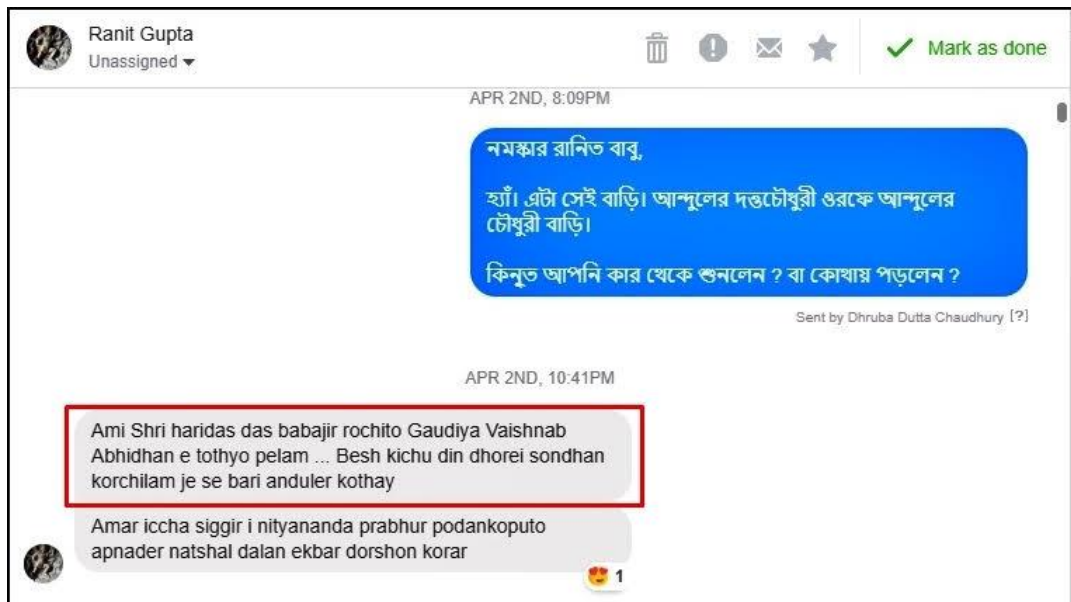 Ranit Gupta
Unassigned
Mark as done
APR 2ND, 8:09PM
নমস্কার রানিত বাবু,
হ্যাঁ। এটা সেই বাড়ি। আন্দুলের দত্তচৌধুরী ওরফে আন্দুলের
চৌধুরী বাড়ি।
কিনূত আপনি কার থেকে শুনলেন ? বা কোথায় পড়লেন ?
Sent by Dhruba Dutta Chaudhury [?]
APR 2ND, 10:41PM
Ami Shri haridas das babajir rochito Gaudiya Vaishnab
Abhidhan e tothyo pelam ... Besh kichu din dhorei sondhan
korchilam je se bari anduler kothay
Amar iccha siggir i nityananda prabhur podankoputo
apnader natshal dalan ekbar dorshon korar
1